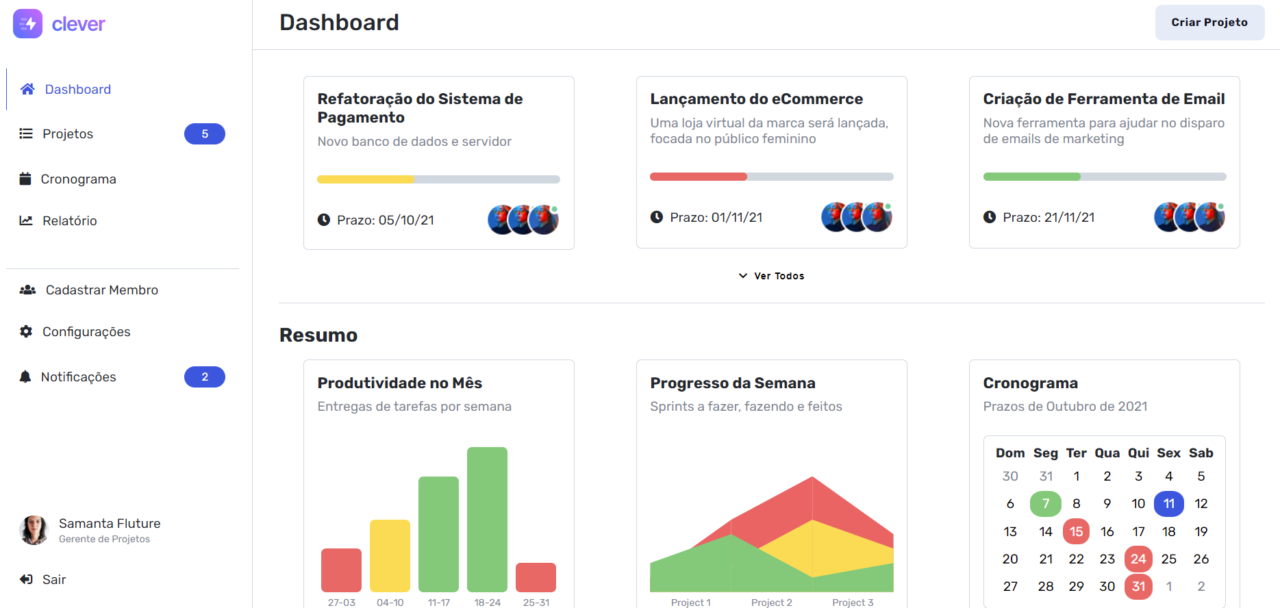 clever
Dashboard
Criar Projeto
Dashboard
Projetos 5
Cronograma
Relatório
Cadastrar Membro
Configurações
Notificações 2
Samanta Fluture
Gerente de Projetos
Sair
Refatoração do Sistema de
Pagamento
Novo banco de dados e servidor
Prazo: 05/10/21
Lançamento do eCommerce
Uma loja virtual da marca será lançada,
focada no público feminino
Prazo: 01/11/21
Criação de Ferramenta de Email
Nova ferramenta para ajudar no disparo
de emails de marketing
Prazo: 21/11/21
Ver Todos
Resumo
Produtividade no Mês
Entregas de tarefas por semana
27-03 04-10 11-17 18-24 25-31
Progresso da Semana
Sprints a fazer, fazendo e feitos
Project 1 Project 2 Project 3
Cronograma
Prazos de Outubro de 2021
Dom Seg Ter Qua Qui Sex Sab
30 31 1 2 3 4 5
6 7 8 9 10 11 12
13 14 15 16 17 18 19
20 21 22 23 24 25 26
27 28 29 30 31 1 2